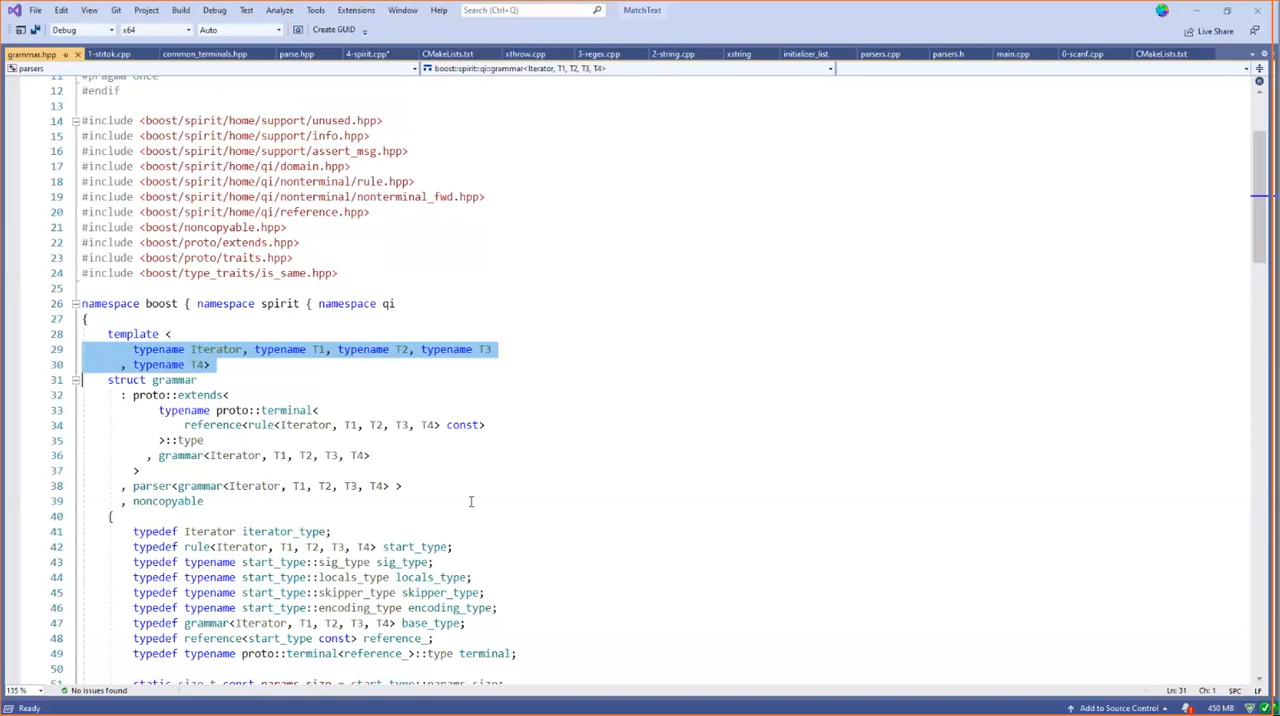 File Edit View Git Project Build Debug Test Analyze Tools Extensions Window Help Search (Ctrl+Q) MatchText
Debug x64 Auto Create GUID Live Share
grammar.hpp 1-strtok.cpp common_terminals.hpp parse.hpp 4-spirit.cpp CMakeLists.txt xthrow.cpp 3-regex.cpp 2-string.cpp xstring initializer_list parsers.cpp parsers.h main.cpp 0-scanf.cpp CMakeLists.txt
parsers boost::spirit::qi::grammar<Iterator, T1, T2, T3, T4>
11 #pragma once
12 #endif
13
14 #include <boost/spirit/home/support/unused.hpp>
15 #include <boost/spirit/home/support/info.hpp>
16 #include <boost/spirit/home/support/assert_msg.hpp>
17 #include <boost/spirit/home/qi/domain.hpp>
18 #include <boost/spirit/home/qi/nonterminal/rule.hpp>
19 #include <boost/spirit/home/qi/nonterminal/nonterminal_fwd.hpp>
20 #include <boost/spirit/home/qi/reference.hpp>
21 #include <boost/noncopyable.hpp>
22 #include <boost/proto/extends.hpp>
23 #include <boost/proto/traits.hpp>
24 #include <boost/type_traits/is_same.hpp>
25
26 namespace boost { namespace spirit { namespace qi
27 {
28 template <
29 typename Iterator, typename T1, typename T2, typename T3
30 , typename T4>
31 struct grammar
32 : proto::extends<
33 typename proto::terminal<
34 reference<rule<Iterator, T1, T2, T3, T4> const>
35 >::type
36 , grammar<Iterator, T1, T2, T3, T4>
37 >
38 , parser<grammar<Iterator, T1, T2, T3, T4> >
39 , noncopyable
40 {
41 typedef Iterator iterator_type;
42 typedef rule<Iterator, T1, T2, T3, T4> start_type;
43 typedef typename start_type::sig_type sig_type;
44 typedef typename start_type::locals_type locals_type;
45 typedef typename start_type::skipper_type skipper_type;
46 typedef typename start_type::encoding_type encoding_type;
47 typedef grammar<Iterator, T1, T2, T3, T4> base_type;
48 typedef reference<start_type const> reference_;
49 typedef typename proto::terminal<reference_>::type terminal;
50
51 static size_t const params_size = start_type::params_size;
135 % No issues found Ln: 31 Ch: 1 SPC LF
Ready Add to Source Control 450 MB